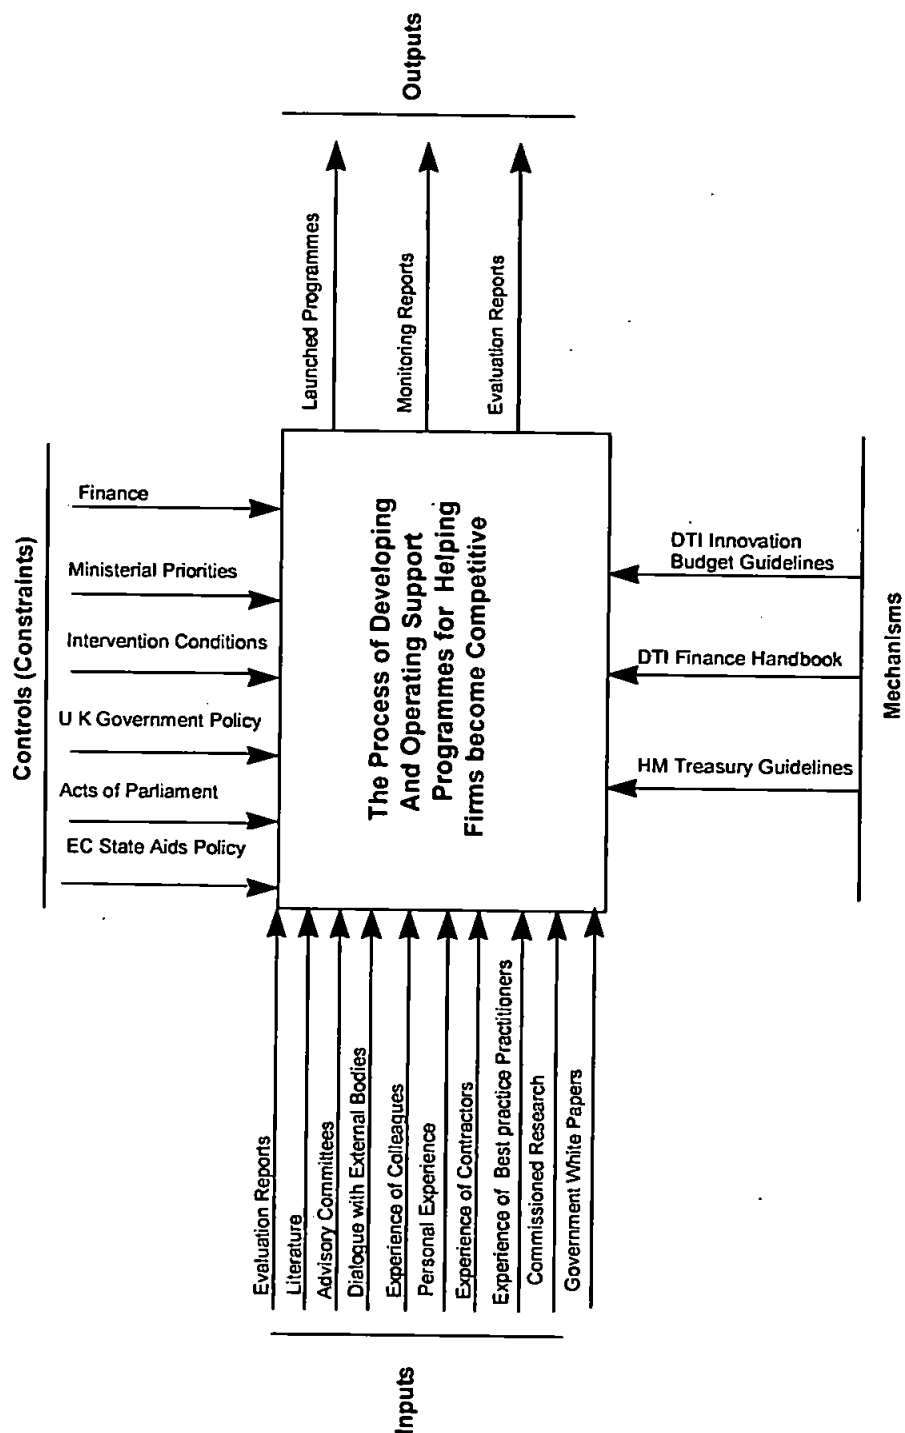 Controls (Constraints)
EC State Aids Policy
Acts of Parliament
U K Government Policy
Intervention Conditions
Ministerial Priorities
Finance
Inputs
Evaluation Reports
Literature
Advisory Committees
Dialogue with External Bodies
Experience of Colleagues
Personal Experience
Experience of Contractors
Experience of Best practice Practitioners
Commissioned Research
Government White Papers
The Process of Developing
And Operating Support
Programmes for Helping
Firms become Competitive
Launched Programmes
Monitoring Reports
Evaluation Reports
Outputs
HM Treasury Guidelines
DTI Finance Handbook
DTI Innovation
Budget Guidelines
Mechanisms